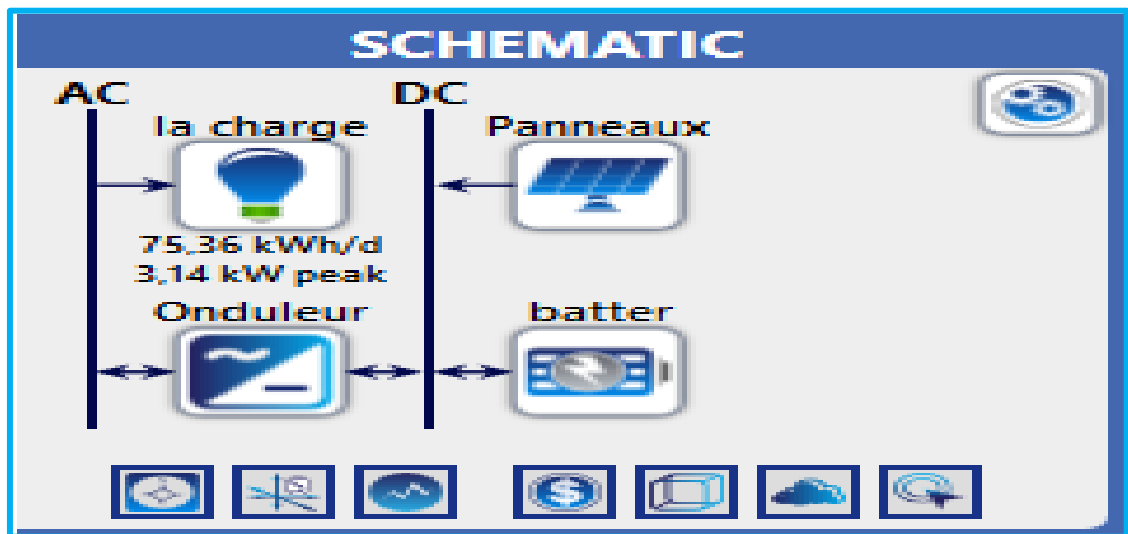 SCHEMATIC
AC DC
la charge Panneaux
75,36 kWh/d
3,14 kW peak
Onduleur batter